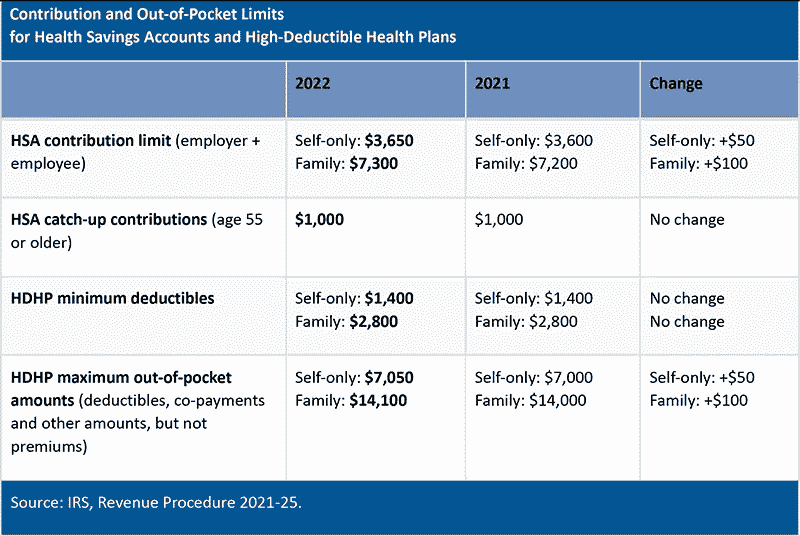 Contribution and Out-of-Pocket Limits
for Health Savings Accounts and High-Deductible Health Plans
2022 2021 Change
HSA contribution limit (employer + employee)
Self-only: $3,650
Family: $7,300
Self-only: $3,600
Family: $7,200
Self-only: +$50
Family: +$100
HSA catch-up contributions (age 55
or older)
$1,000
$1,000
No change
HDHP minimum deductibles
Self-only: $1,400
Family: $2,800
Self-only: $1,400
Family: $2,800
No change
No change
HDHP maximum out-of-pocket
amounts (deductibles, co-payments
and other amounts, but not
premiums)
Self-only: $7,050
Family: $14,100
Self-only: $7,000
Family: $14,000
Self-only: +$50
Family: +$100
Source: IRS, Revenue Procedure 2021-25.